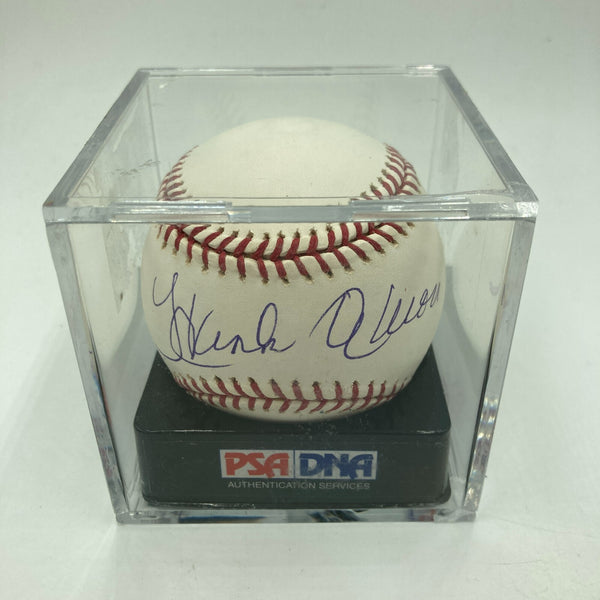 Hank Aaron
PSA DNA
AUTHENTICATION SERVICES